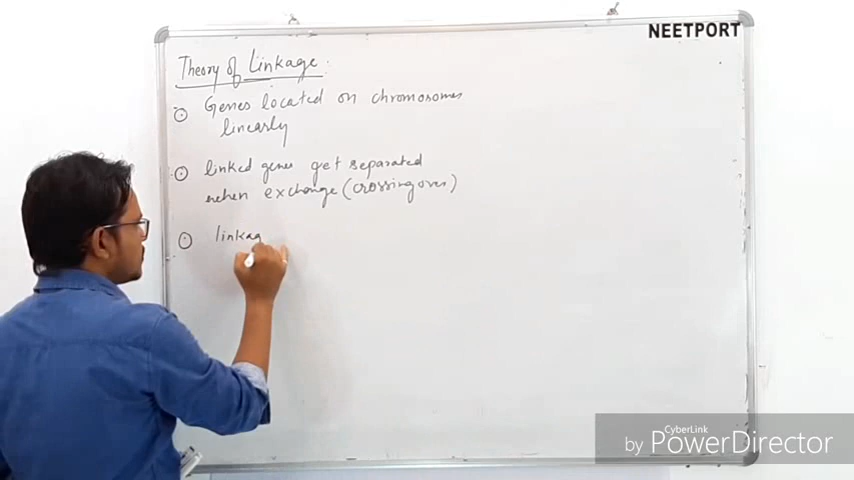 NEETPORT
Theory of Linkage:
Genes located on chromosomes
linearly
linked genes get separated
when exchange (crossing over)
linkag
CyberLink
by PowerDirector